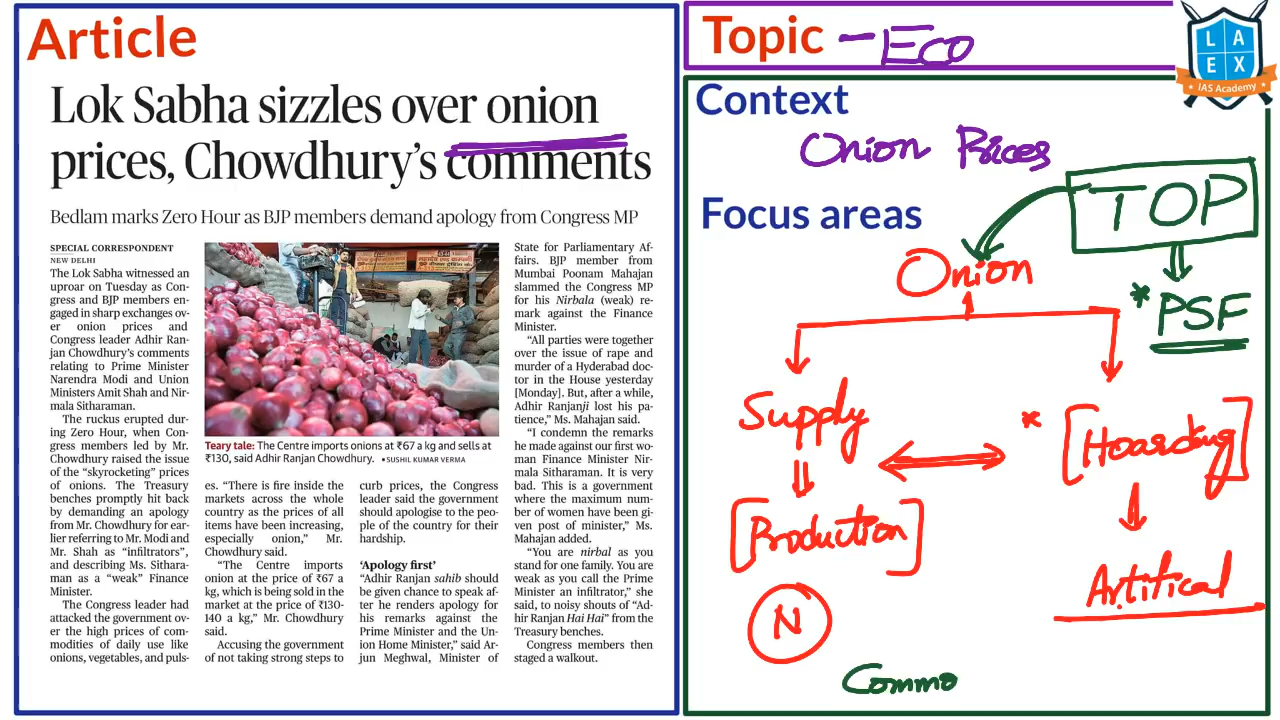 Article
Lok Sabha sizzles over onion
prices, Chowdhury's comments
Bedlam marks Zero Hour as BJP members demand apology from Congress MP
SPECIAL CORRESPONDENT
NEW DELHI
The Lok Sabha witnessed an
uproar on Tuesday as Con-
gress and BJP members en-
gaged in sharp exchanges ov-
er onion prices and
Congress leader Adhir Ran-
jan Chowdhury's comments
relating to Prime Minister
Narendra Modi and Union
Ministers Amit Shah and Nir-
mala Sitharaman.
The ruckus erupted dur-
ing Zero Hour, when Con-
gress members led by Mr.
Chowdhury raised the issue
of the "skyrocketing" prices
of onions. The Treasury
benches promptly hit back
by demanding an apology
from Mr. Chowdhury for ear-
lier referring to Mr. Modi and
Mr. Shah as "infiltrators",
and describing Ms. Sithara-
man as a "weak" Finance
Minister.
The Congress leader had
attacked the government ov-
er the high prices of com-
modities of daily use like
onions, vegetables, and puls-
Teary tale: The Centre imports onions at ₹67 a kg and sells at
₹130, said Adhir Ranjan Chowdhury. •SUSHIL KUMAR VERMA
es. "There is fire inside the
markets across the whole
country as the prices of all
items have been increasing,
especially onion," Mr.
Chowdhury said.
"The Centre imports
onion at the price of ₹67 a
kg, which is being sold in the
market at the price of ₹130-
140 a kg," Mr. Chowdhury
said.
Accusing the government
of not taking strong steps to
curb prices, the Congress
leader said the government
should apologise to the peo-
ple of the country for their
hardship.
'Apology first'
"Adhir Ranjan sahib should
be given chance to speak af-
ter he renders apology for
his remarks against the
Prime Minister and the Un-
ion Home Minister," said Ar-
jun Meghwal, Minister of
State for Parliamentary Af-
fairs. BJP member from
Mumbai Poonam Mahajan
slammed the Congress MP
for his Nirbala (weak) re-
mark against the Finance
Minister.
"All parties were together
over the issue of rape and
murder of a Hyderabad doc-
tor in the House yesterday
[Monday]. But, after a while,
Adhir Ranjanji lost his pa-
tience," Ms. Mahajan said.
"I condemn the remarks
he made against our first wo-
man Finance Minister Nir-
mala Sitharaman. It is very
bad. This is a government
where the maximum num-
ber of women have been gi-
ven post of minister," Ms.
Mahajan added.
"You are nirbal as you
stand for one family. You are
weak as you call the Prime
Minister an infiltrator," she
said, to noisy shouts of "Ad-
hir Ranjan Hai Hai" from the
Treasury benches.
Congress members then
staged a walkout.
Topic - Eco
LAEX
IAS Academy
Context
Onion Prices
Focus areas
TOP
Onion
* PSF
Supply
* [Hoarding]
[Production]
Artifical
N
Commo